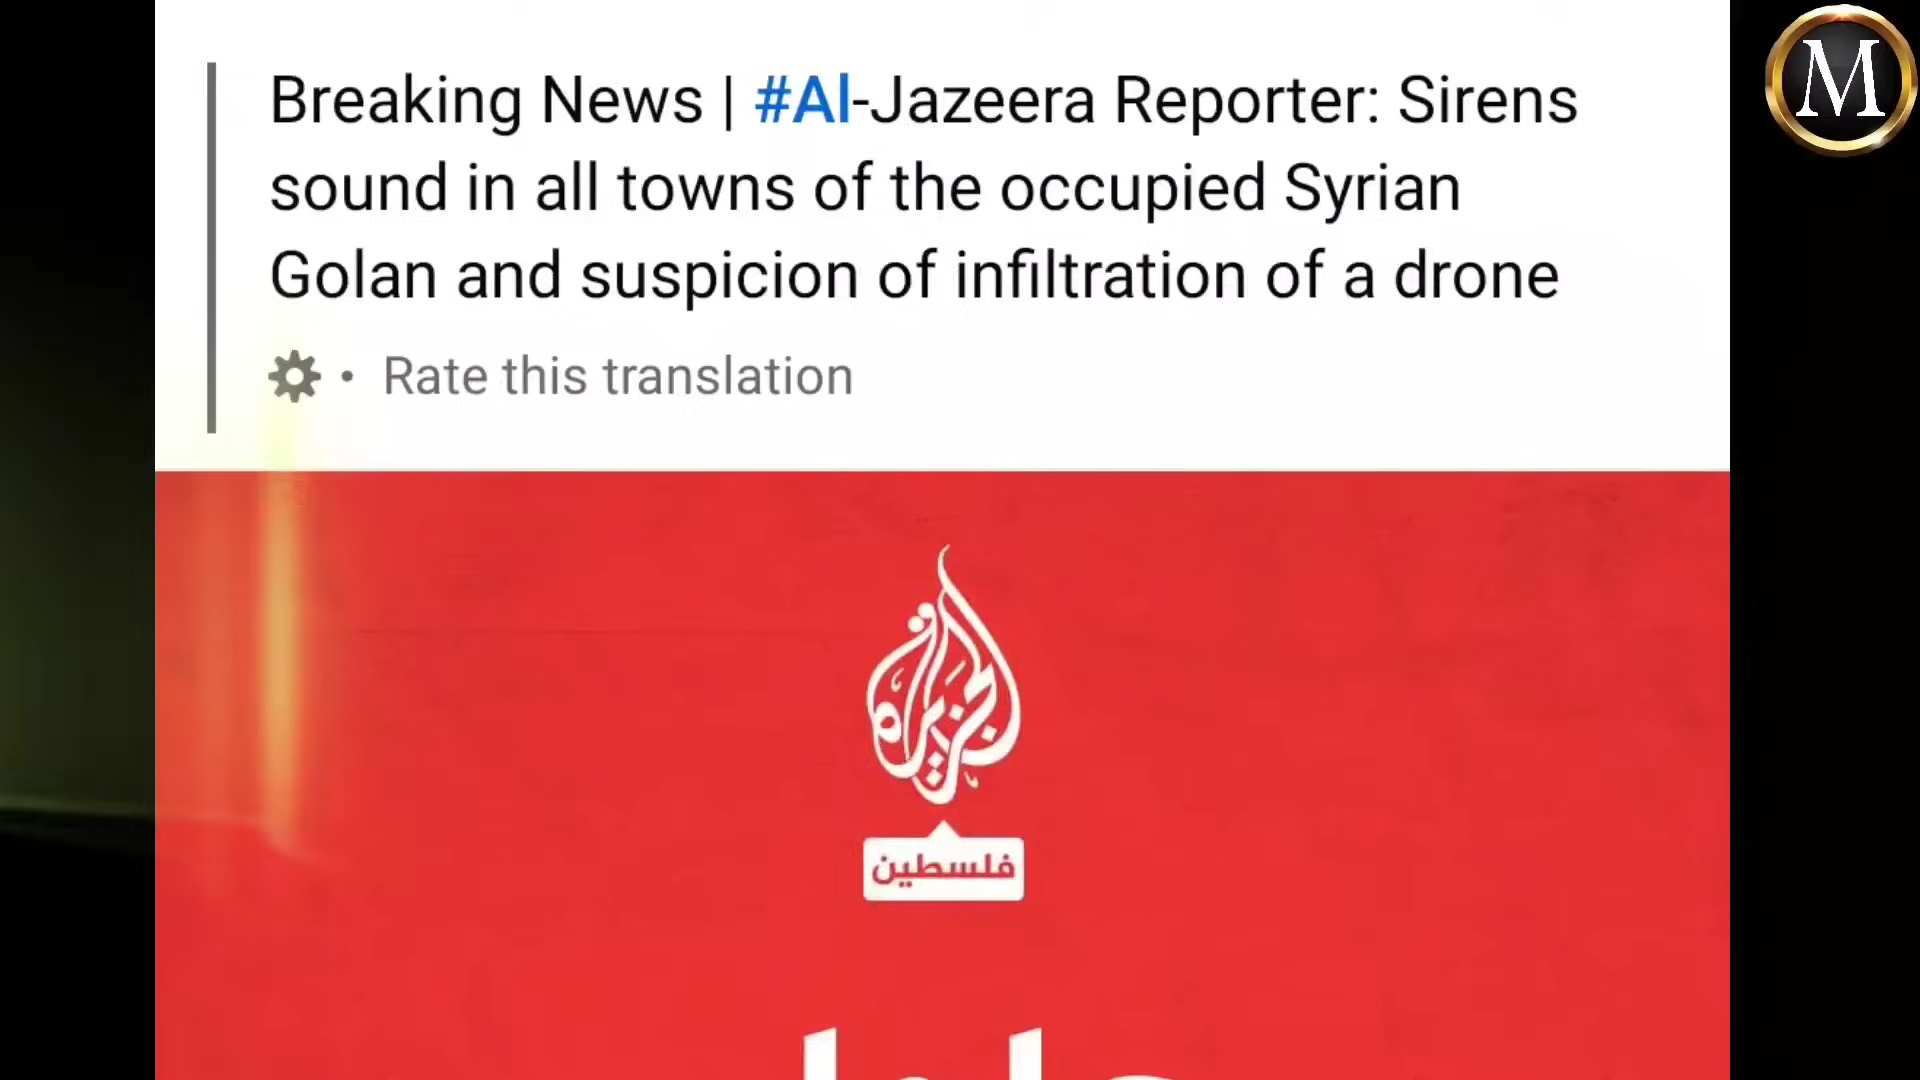 Breaking News | #Al-Jazeera Reporter: Sirens
sound in all towns of the occupied Syrian
Golan and suspicion of infiltration of a drone
Rate this translation
M
الجزيرة
فلسطين